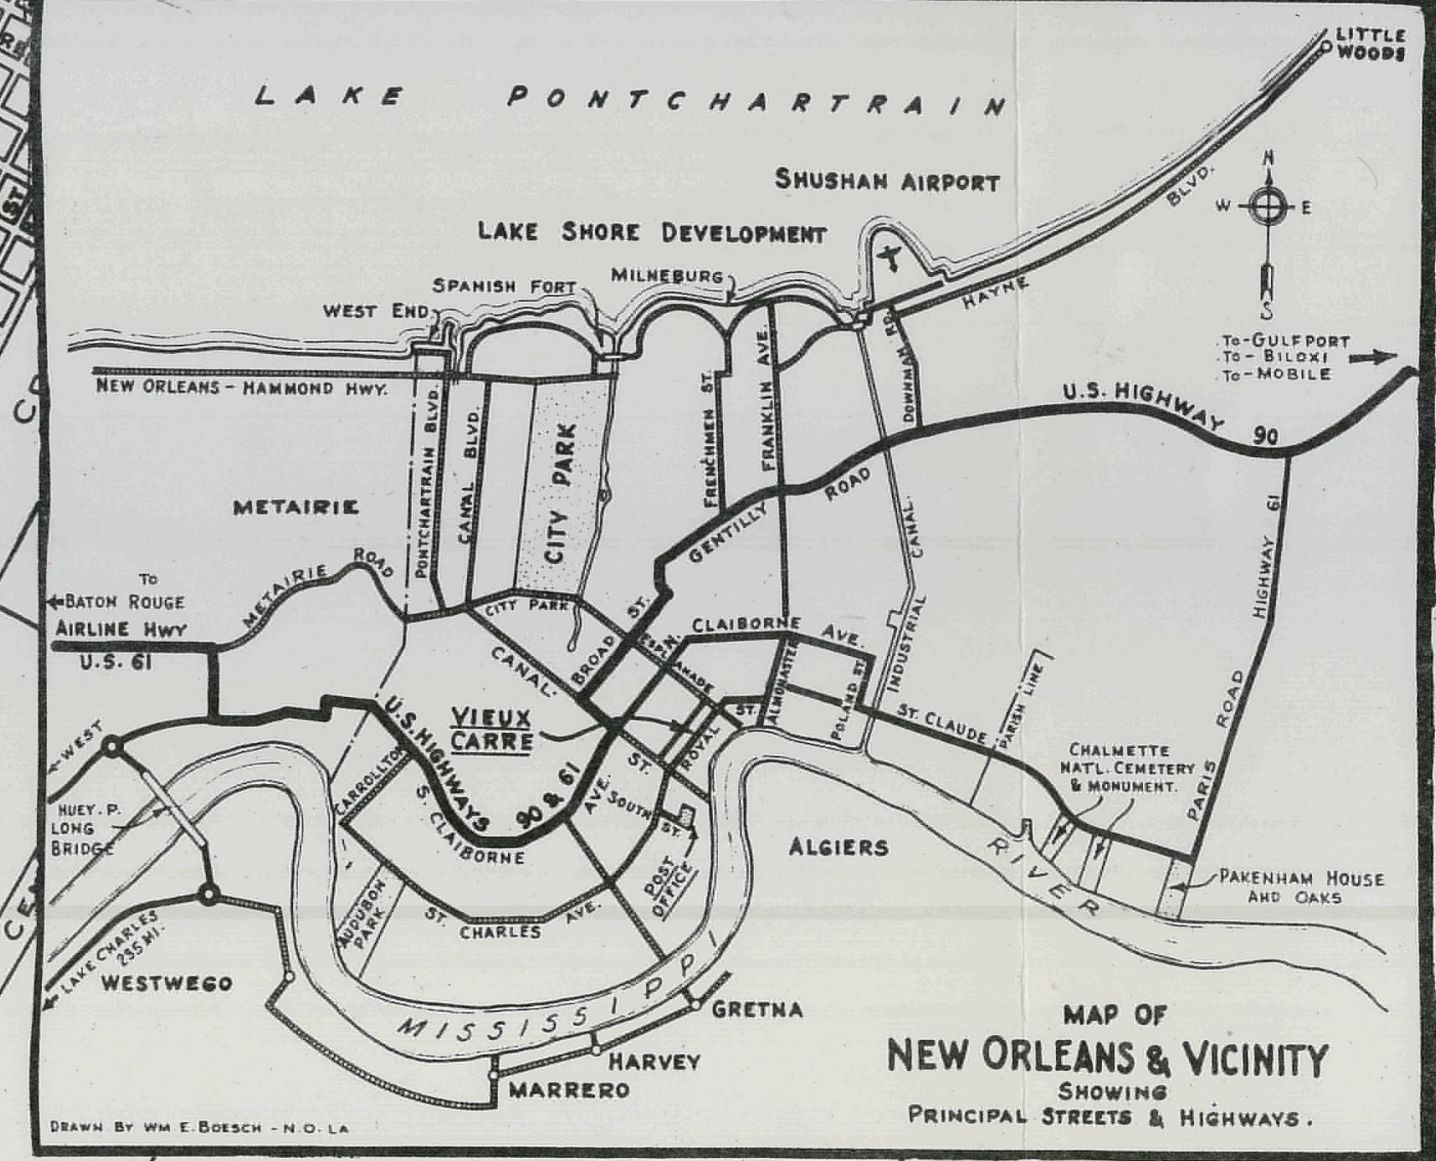 LITTLE
WOODS
LAKE PONTCHARTRAIN
SHUSHAN AIRPORT
N
W E
S
BLVD.
HAYNE
LAKE SHORE DEVELOPMENT
MILNEBURG
SPANISH FORT
WEST END
To-GULFPORT
To-BILOXI
To-MOBILE
NEW ORLEANS-HAMMOND HWY.
U.S. HIGHWAY
90
DOWNMAN RD.
FRANKLIN AVE.
FRENCHMEN ST.
PONTCHARTRAIN BLVD.
CANAL BLVD.
CITY PARK
GENTILLY
ROAD
METAIRIE
METAIRIE ROAD
To
BATON ROUGE
AIRLINE HWY
U.S. 61
CITY PARK
INDUSTRIAL CANAL.
PARIS ROAD HIGHWAY 61
BROAD ST.
N. CLAIBORNE AVE.
ESPLANADE
CANAL.
ST.
ALMONASTER
POLAND ST.
ST.
ST. CLAUDE
PARISH LINE
VIEUX
CARRE
ROYAL
U.S. HIGHWAYS 90 & 61
WEST
CHALMETTE
NAT'L. CEMETERY
& MONUMENT.
HUEY. P.
LONG
BRIDGE
CARROLLTON
S. CLAIBORNE
AVE.
SOUTH
ST.
POST
OFFICE
ALGIERS
RIVER
PAKENHAM HOUSE
AND OAKS
AUDUBON
PARK
ST. CHARLES AVE.
LAKE CHARLES
235 MI.
WESTWEGO
MISSISSIPPI
GRETNA
HARVEY
MARRERO
MAP OF
NEW ORLEANS & VICINITY
SHOWING
PRINCIPAL STREETS & HIGHWAYS.
DRAWN BY WM E. BOESCH - N.O. LA